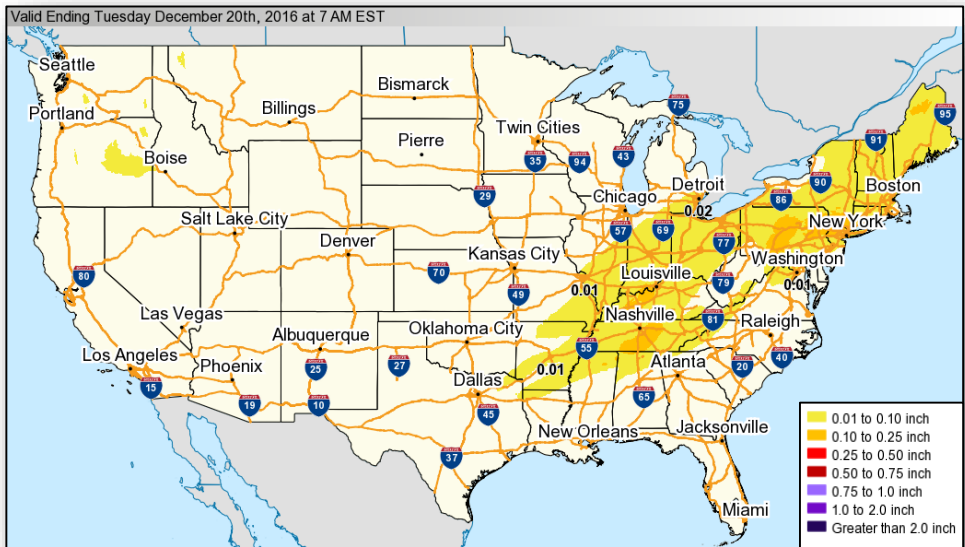 Valid Ending Tuesday December 20th, 2016 at 7 AM EST
Seattle
75
Bismarck
95
Billings
Portland
Twin Cities
91
Pierre
35
94
43
Boise
90
Detroit
Boston
29
Chicago
86
0.02
Salt Lake City
New York
57
69
Denver
77
Kansas City
Washington
80
70
Louisville
79
0.01
0.01
49
Las Vegas
Nashville
81
Raleigh
Oklahoma City
Albuquerque
55
Los Angeles
40
Phoenix
25
27
0.01
Atlanta
20
15
Dallas
19
10
65
45
New Orleans
Jacksonville
37
Miami
0.01 to 0.10 inch
0.10 to 0.25 inch
0.25 to 0.50 inch
0.50 to 0.75 inch
0.75 to 1.0 inch
1.0 to 2.0 inch
Greater than 2.0 inch